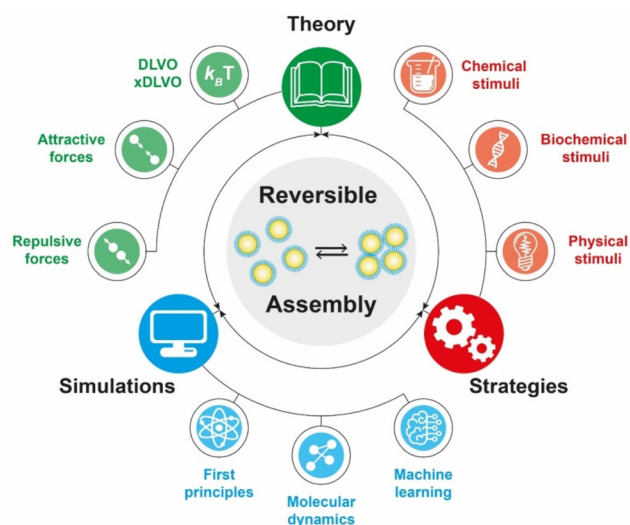 Theory
DLVO
xDLVO
k_BT
Chemical
stimuli
Attractive
forces
Biochemical
stimuli
Reversible
Repulsive
forces
Physical
stimuli
Assembly
Simulations
Strategies
First
principles
Molecular
dynamics
Machine
learning